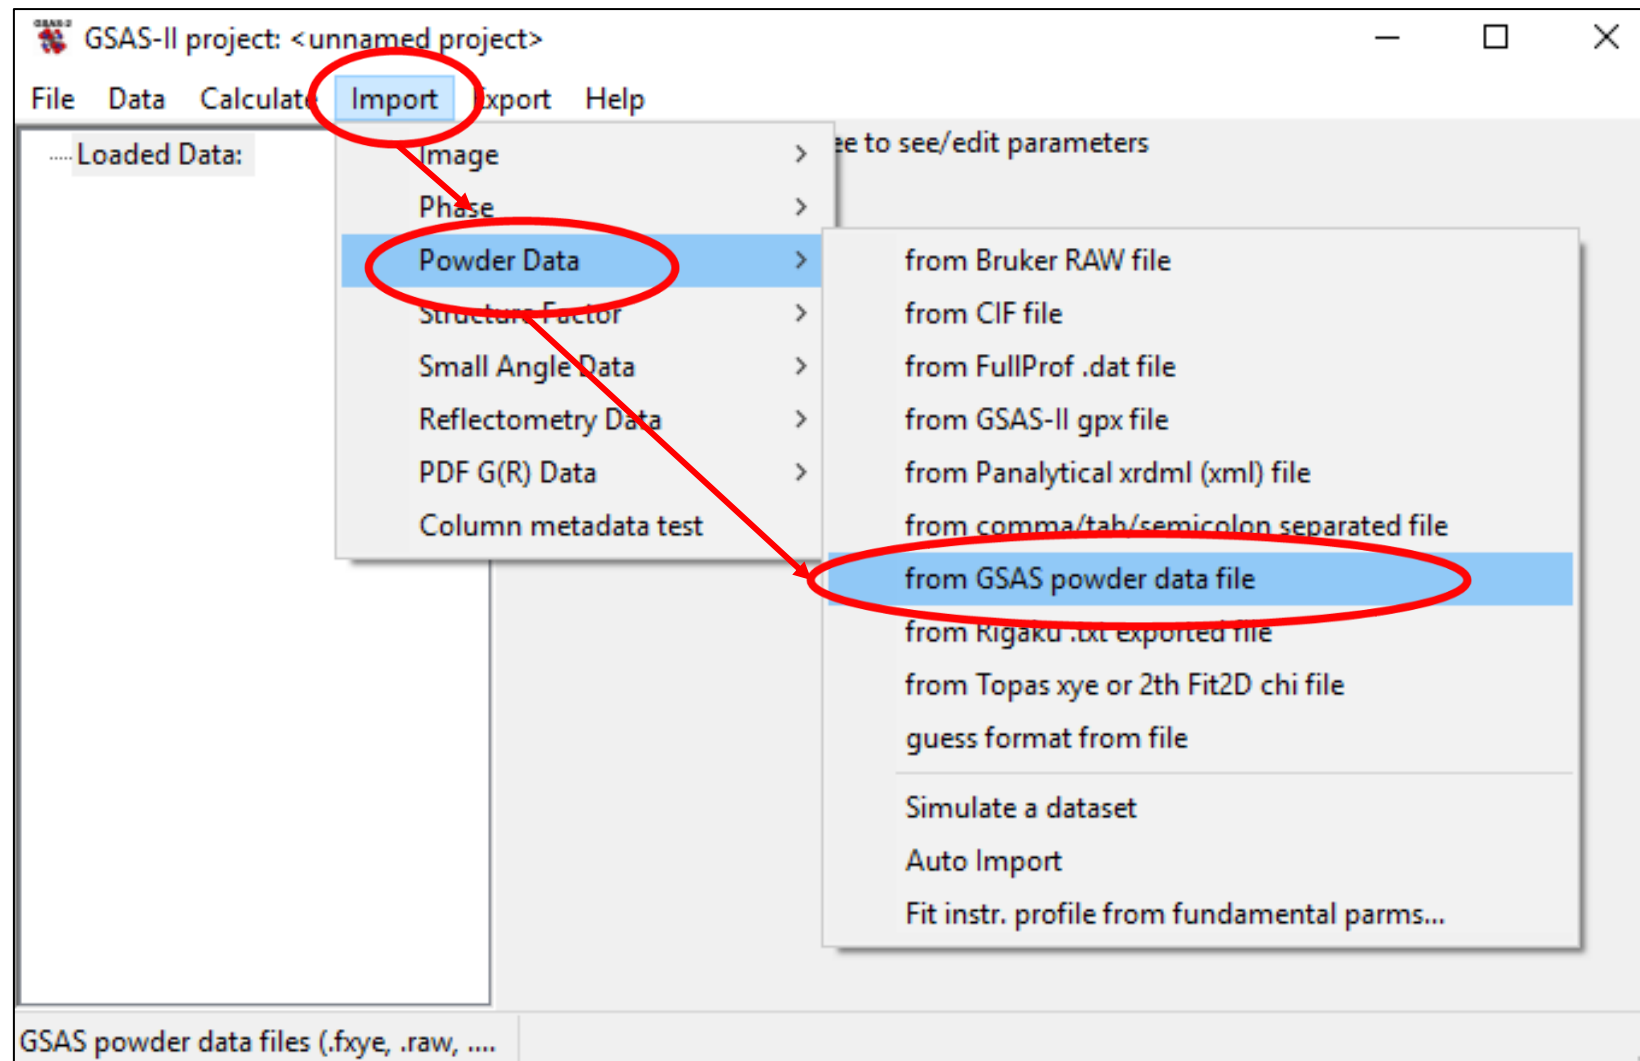 GSAS-II project: <unnamed project>
File Data Calculate Import Export Help
Loaded Data:
ee to see/edit parameters
Image
Phase
Powder Data
Structure Factor
Small Angle Data
Reflectometry Data
PDF G(R) Data
Column metadata test
from Bruker RAW file
from CIF file
from FullProf .dat file
from GSAS-II gpx file
from Panalytical xrdml (xml) file
from comma/tab/semicolon separated file
from GSAS powder data file
from Rigaku .txt exported file
from Topas xye or 2th Fit2D chi file
guess format from file
Simulate a dataset
Auto Import
Fit instr. profile from fundamental parms...
GSAS powder data files (.fxye, .raw, ....